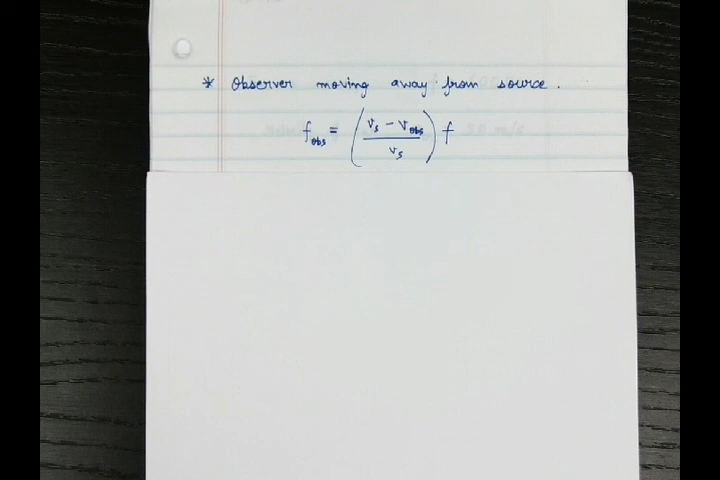 * Observer moving away from source.
f_obs = ( (v_s - v_obs) / v_s ) f